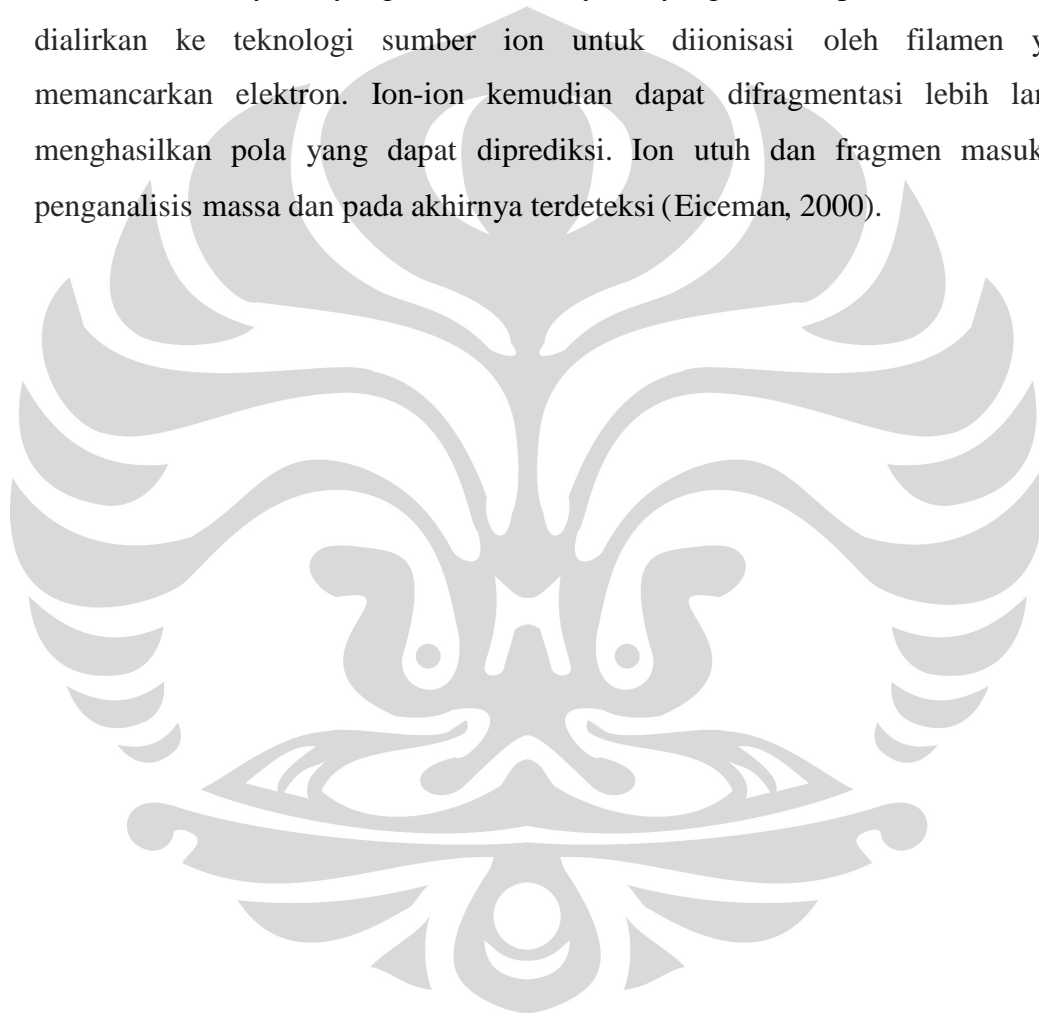 dialirkan ke teknologi sumber ion untuk diionisasi oleh filamen
memancarkan elektron. Ion-ion kemudian dapat difragmentasi lebih
menghasilkan pola yang dapat diprediksi. Ion utuh dan fragmen masuk
penganalisis massa dan pada akhirnya terdeteksi (Eiceman, 2000).